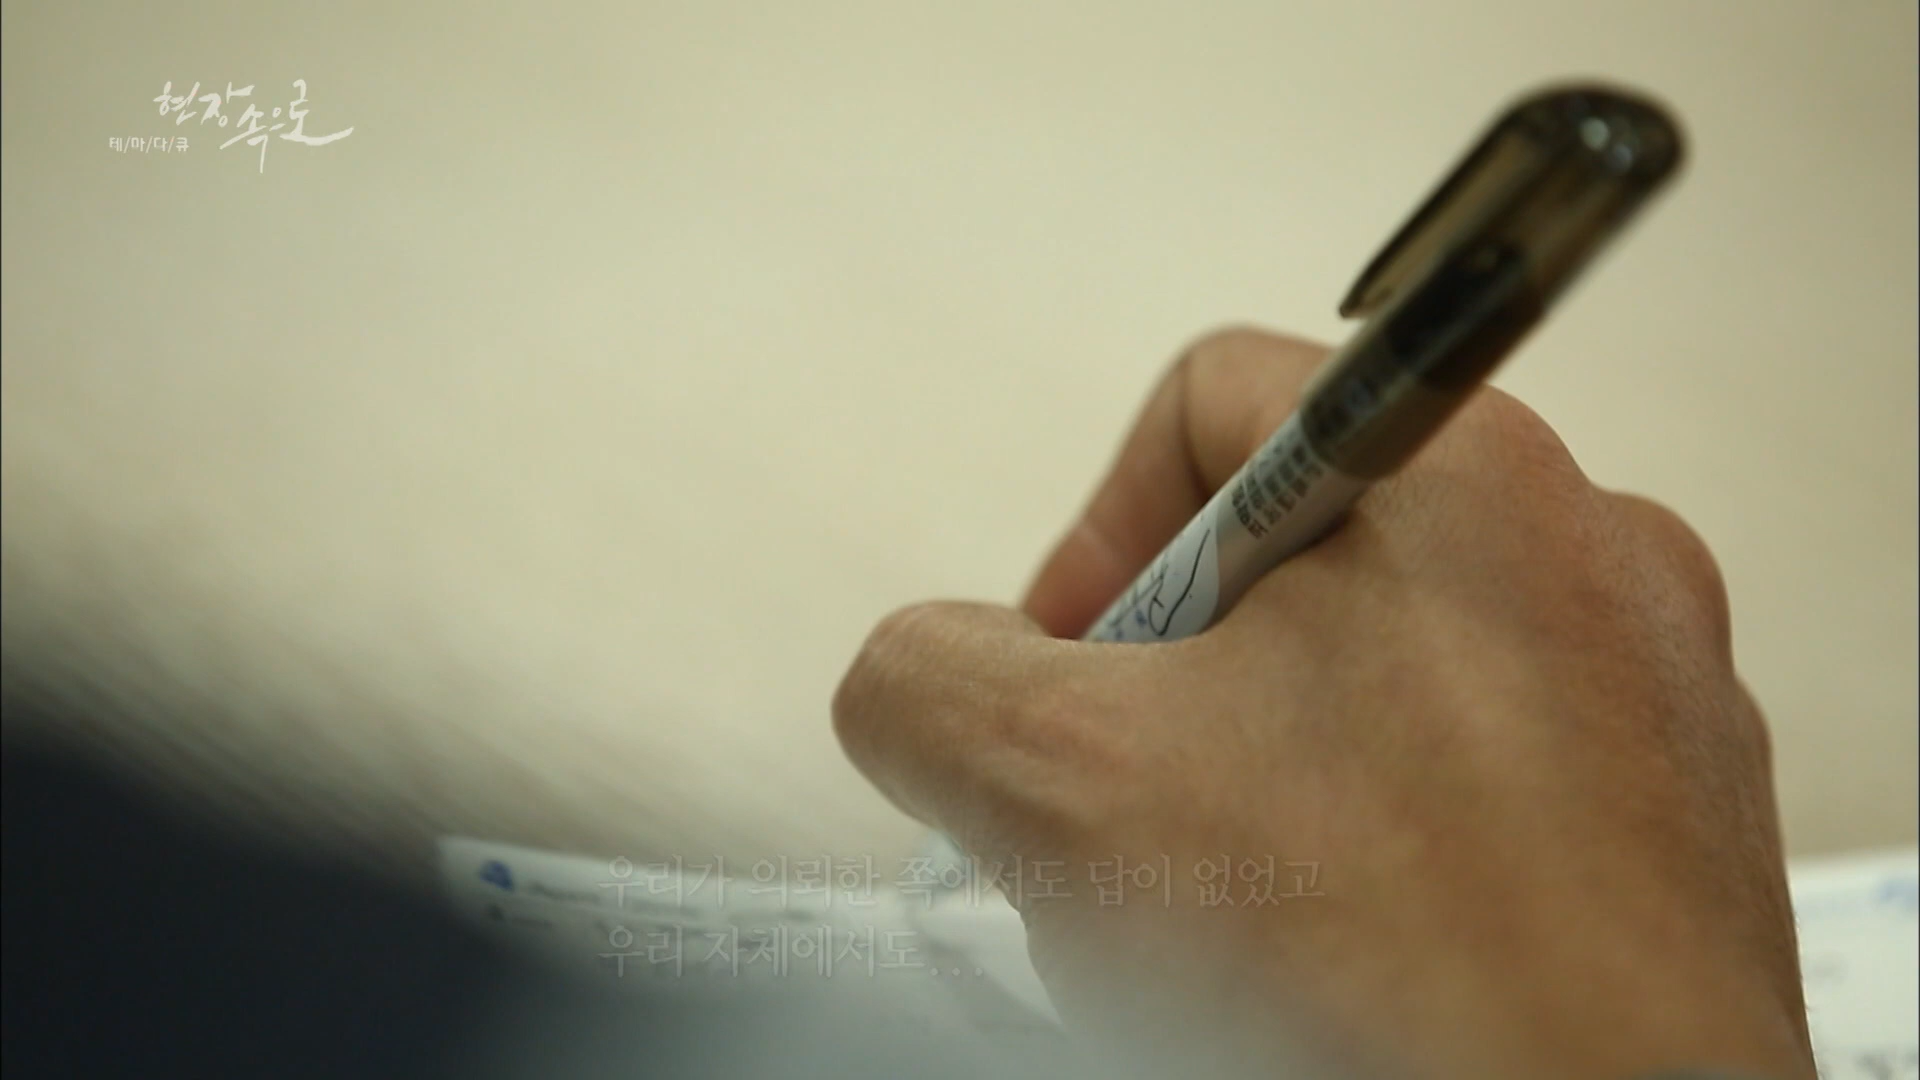 현장속으로
테/마/다/큐
우리가 의뢰한 쪽에서도 답이 없었고
우리 자체에서도...